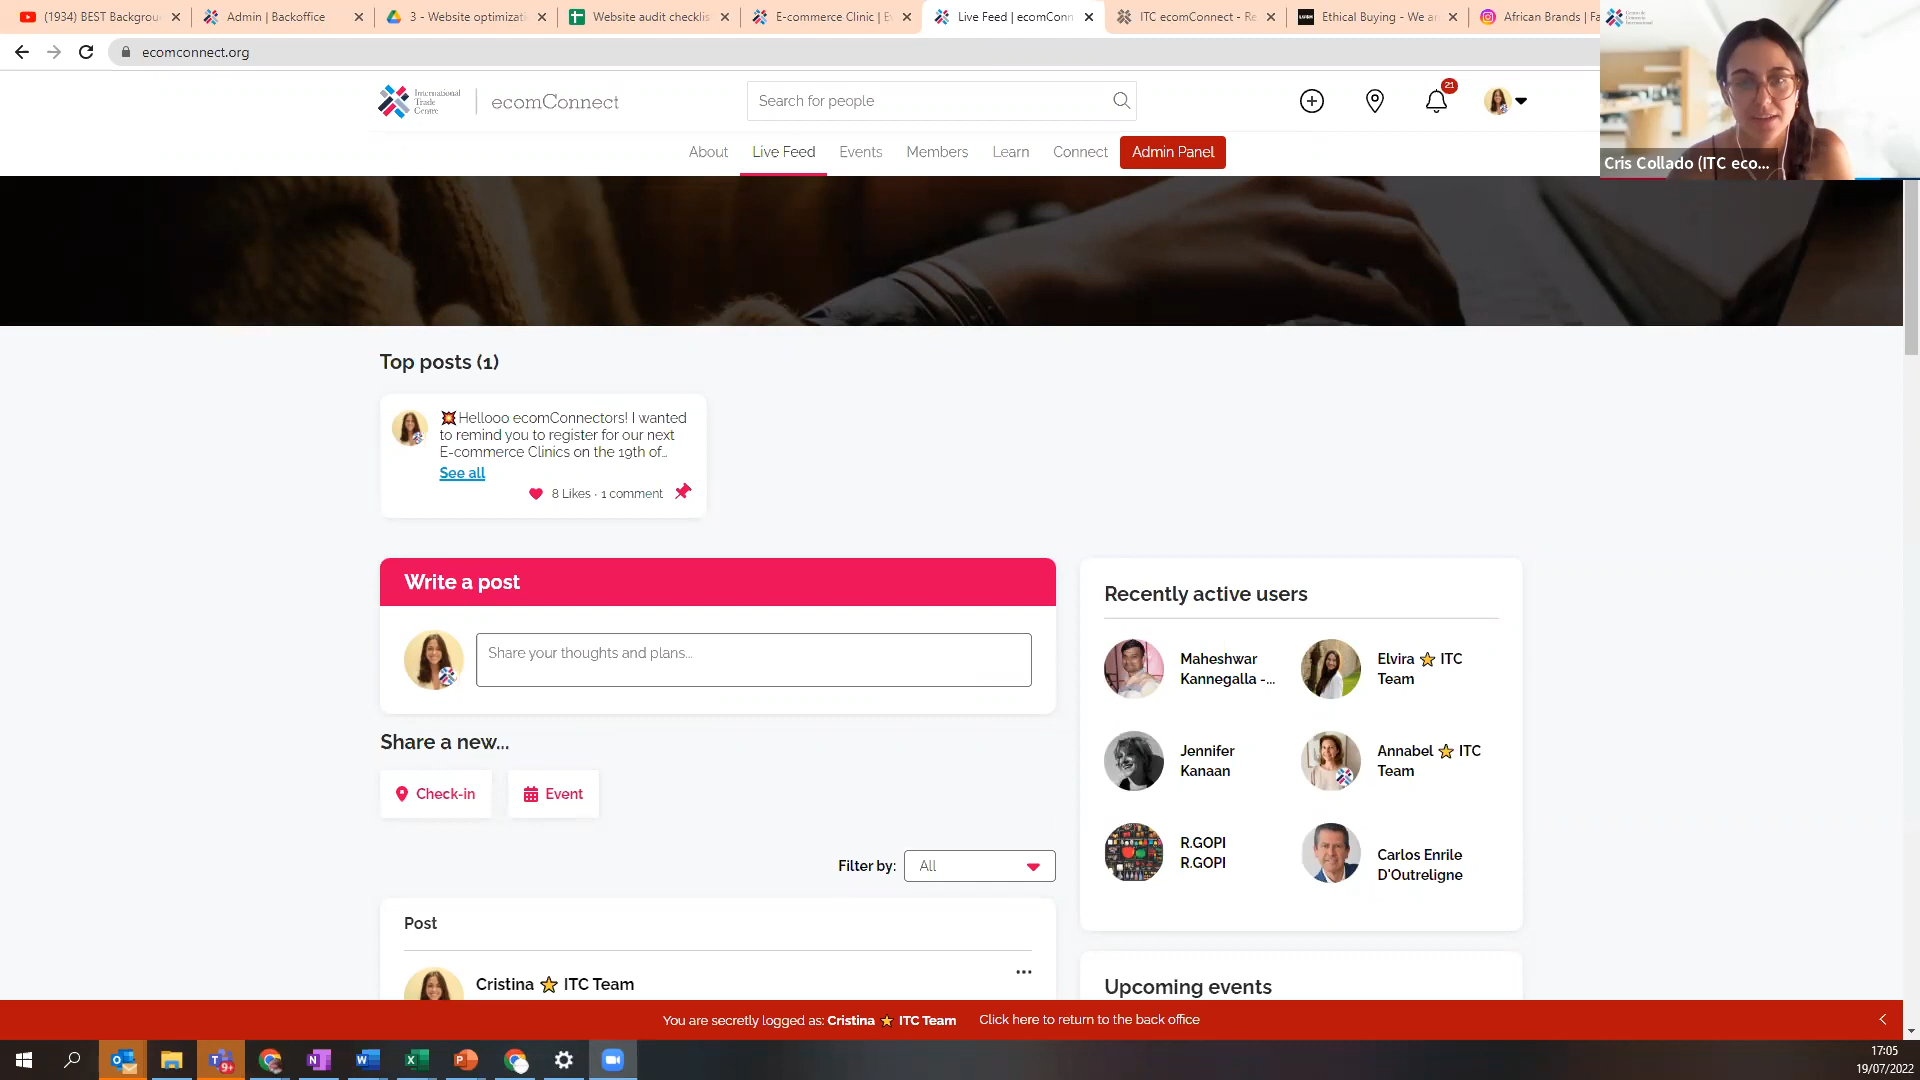 (1934) BEST Backgrou
Admin | Backoffice
3 - Website optimizati
Website audit checklis
E-commerce Clinic | E
Live Feed | ecomConn
ITC ecomConnect - Re
Ethical Buying - We a
African Brands | Fa
ecomconnect.org
International
Trade
Centre
ecomConnect
Search for people
21
About
Live Feed
Events
Members
Learn
Connect
Admin Panel
Cris Collado (ITC eco...
Top posts (1)
💥Hellooo ecomConnectors! I wanted
to remind you to register for our next
E-commerce Clinics on the 19th of...
See all
8 Likes · 1 comment
Write a post
Share your thoughts and plans...
Share a new...
Check-in
Event
Filter by:
All
Post
Cristina ⭐ ITC Team
Recently active users
Maheshwar
Kannegalla -...
Elvira ⭐ ITC
Team
Jennifer
Kanaan
Annabel ⭐ ITC
Team
R.GOPI
R.GOPI
Carlos Enrile
D'Outreligne
Upcoming events
You are secretly logged as: Cristina ⭐ ITC Team
Click here to return to the back office
9+
17:05
19/07/2022